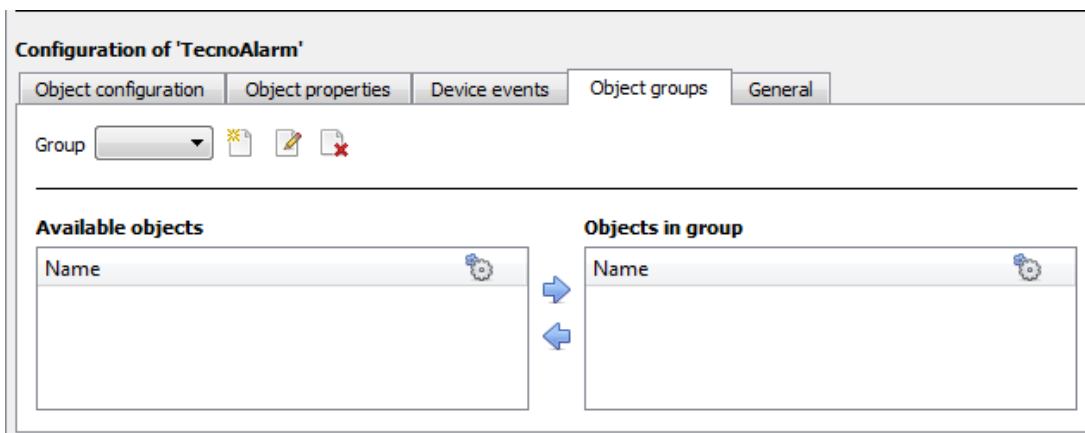 Configuration of 'TecnoAlarm'
Object configuration Object properties Device events Object groups General
Group
Available objects Objects in group
Name Name